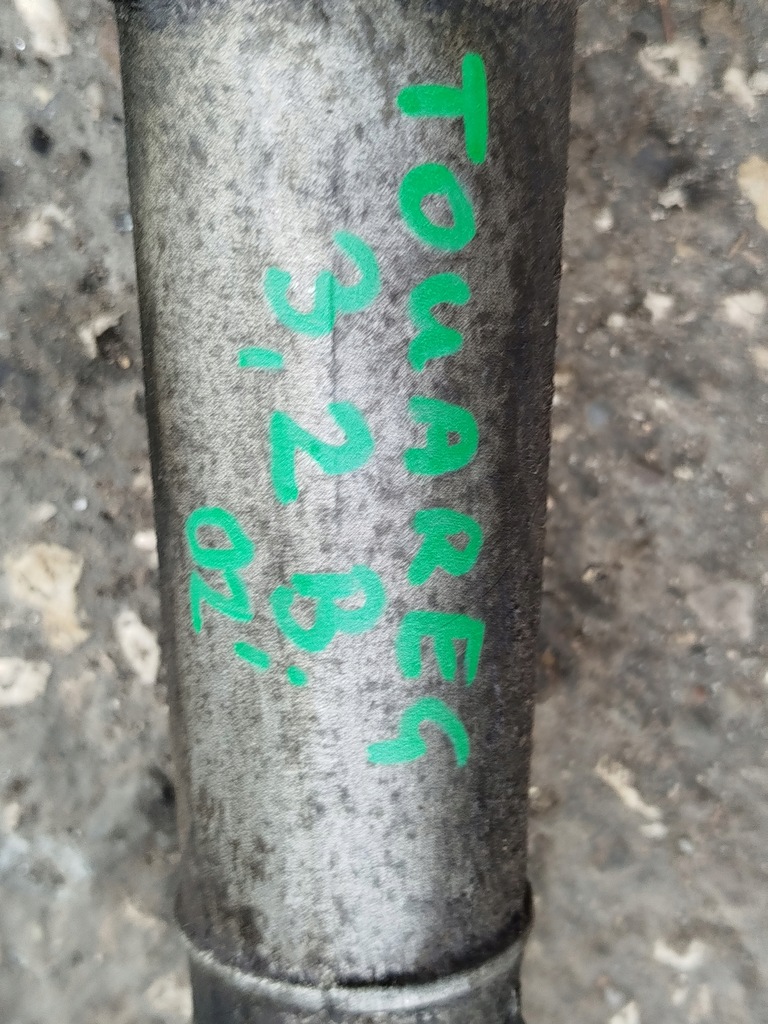 TOUAREG
3,2 B.
02'